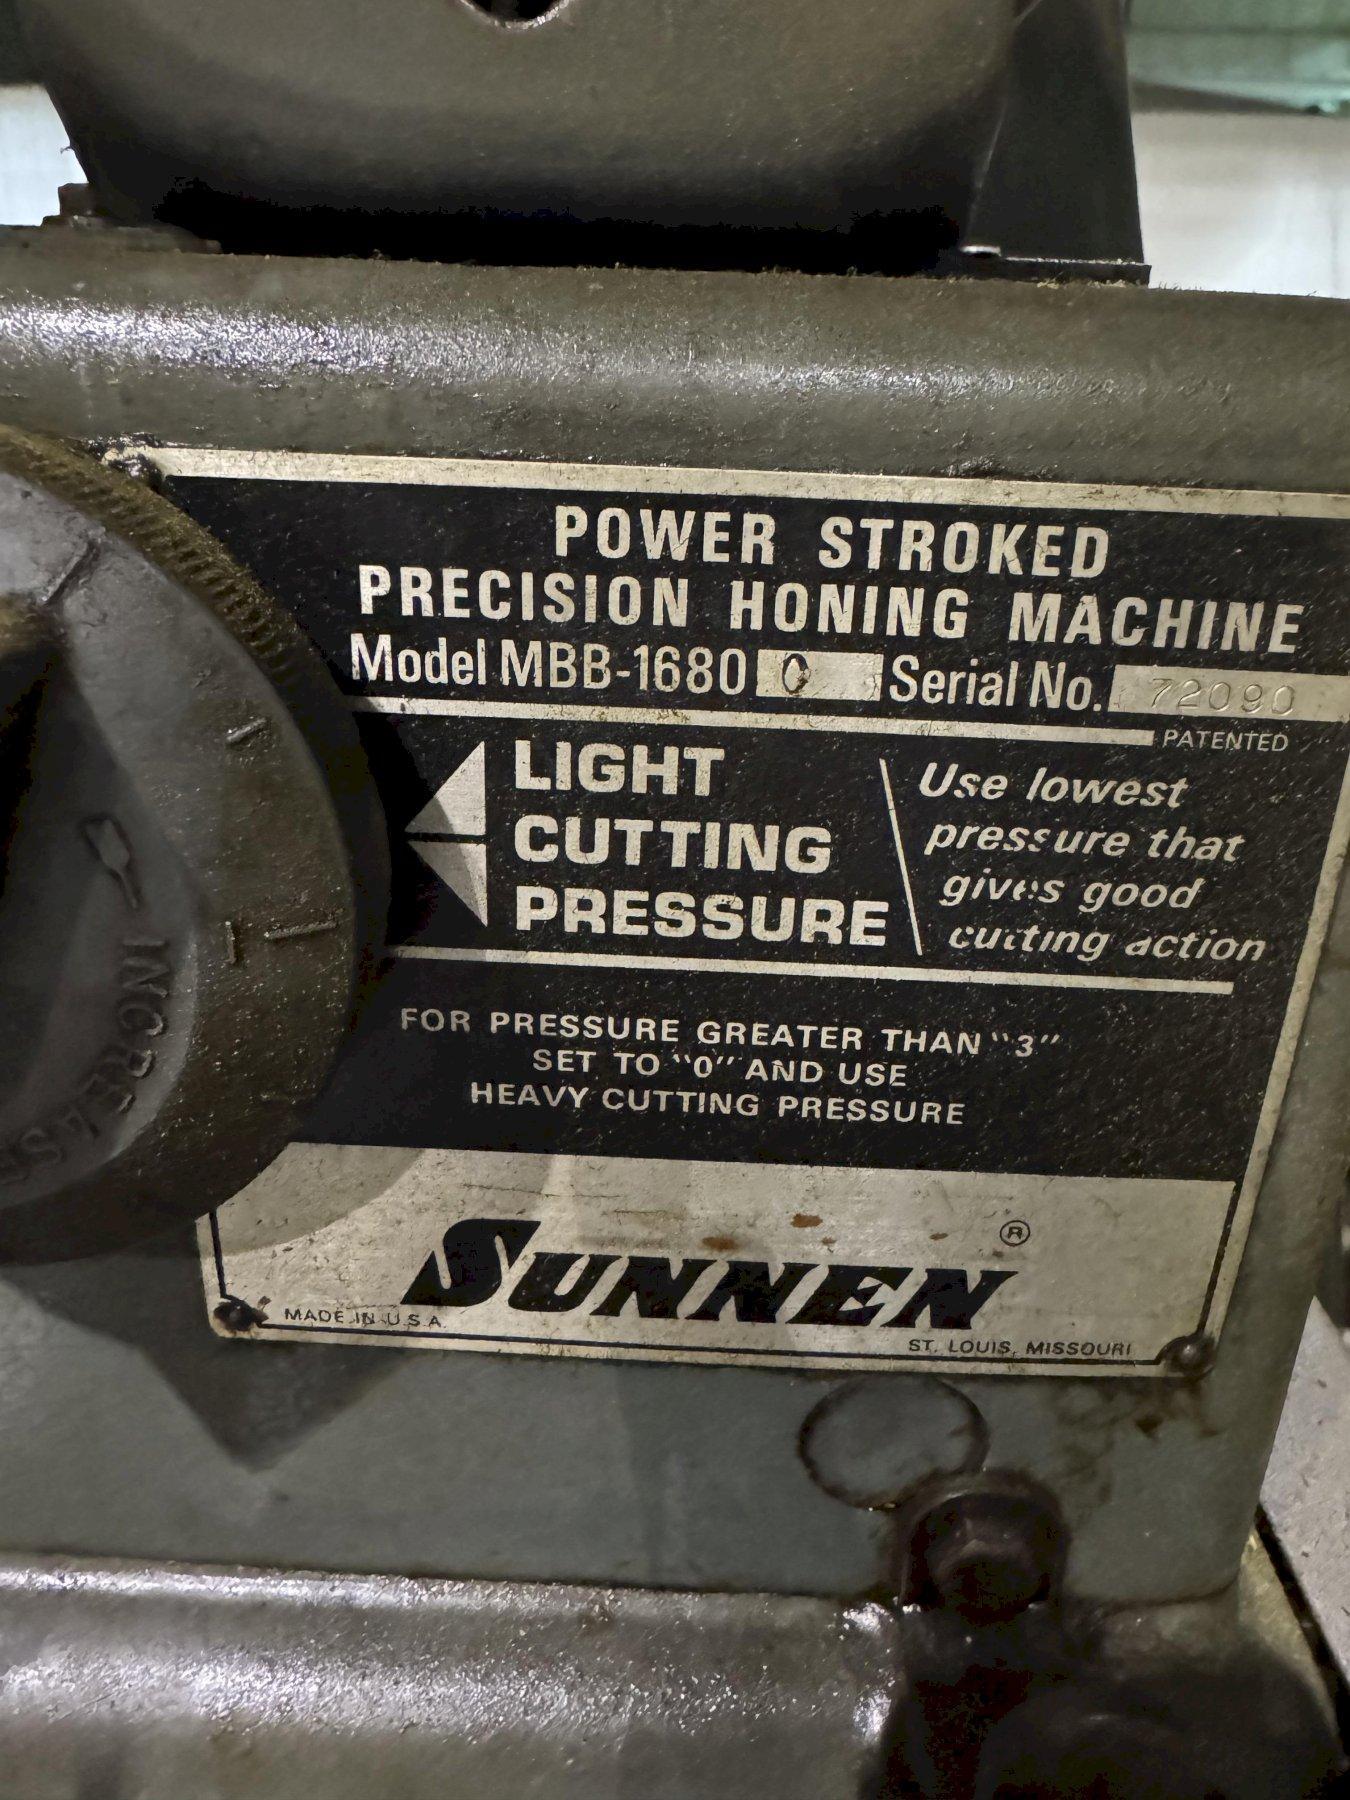 POWER STROKED
PRECISION HONING MACHINE
Model MBB-1680 0 Serial No. 72090
PATENTED
LIGHT
CUTTING
PRESSURE
Use lowest
pressure that
gives good
cutting action
FOR PRESSURE GREATER THAN "3"
SET TO "0" AND USE
HEAVY CUTTING PRESSURE
SUNNEN ®
MADE IN U.S.A.
ST. LOUIS, MISSOURI